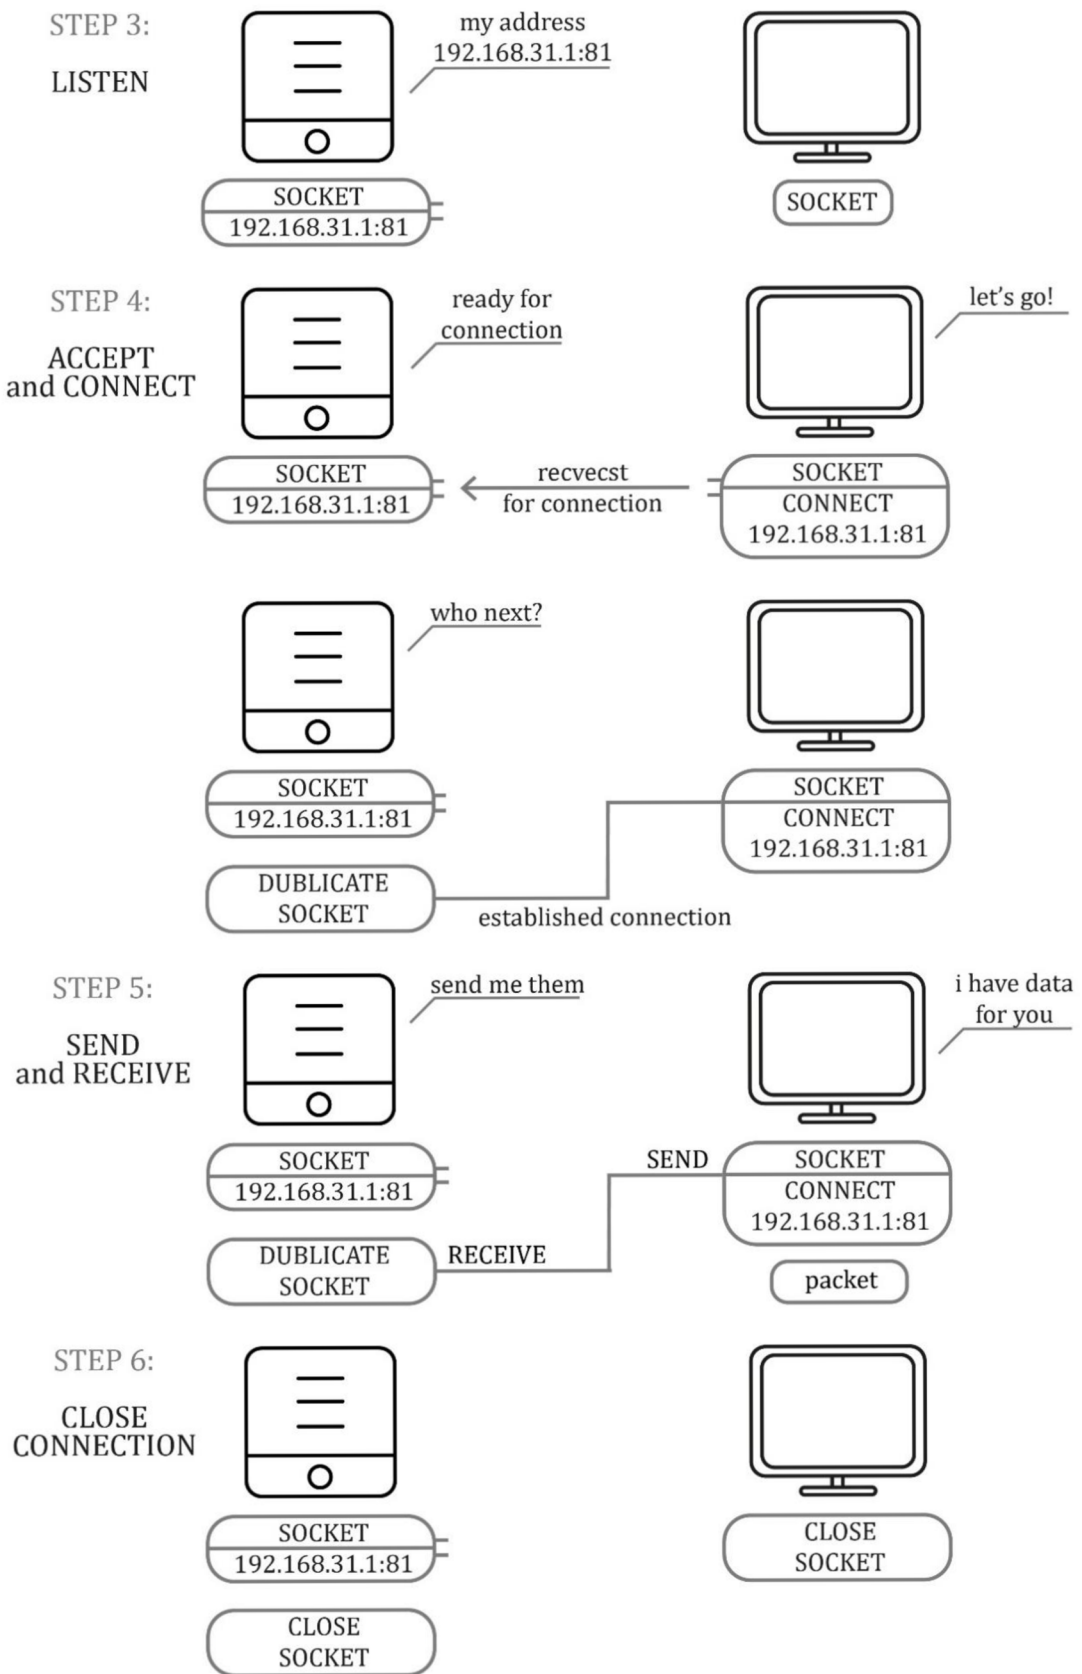 STEP 3:
LISTEN
my address
192.168.31.1:81
SOCKET
192.168.31.1:81
SOCKET
STEP 4:
ACCEPT
and CONNECT
ready for
connection
let's go!
SOCKET
192.168.31.1:81
recvecst
for connection
SOCKET
CONNECT
192.168.31.1:81
who next?
SOCKET
192.168.31.1:81
SOCKET
CONNECT
192.168.31.1:81
DUBLICATE
SOCKET
established connection
STEP 5:
SEND
and RECEIVE
send me them
i have data
for you
SOCKET
192.168.31.1:81
SEND
SOCKET
CONNECT
192.168.31.1:81
DUBLICATE
SOCKET
RECEIVE
packet
STEP 6:
CLOSE
CONNECTION
SOCKET
192.168.31.1:81
CLOSE
SOCKET
CLOSE
SOCKET